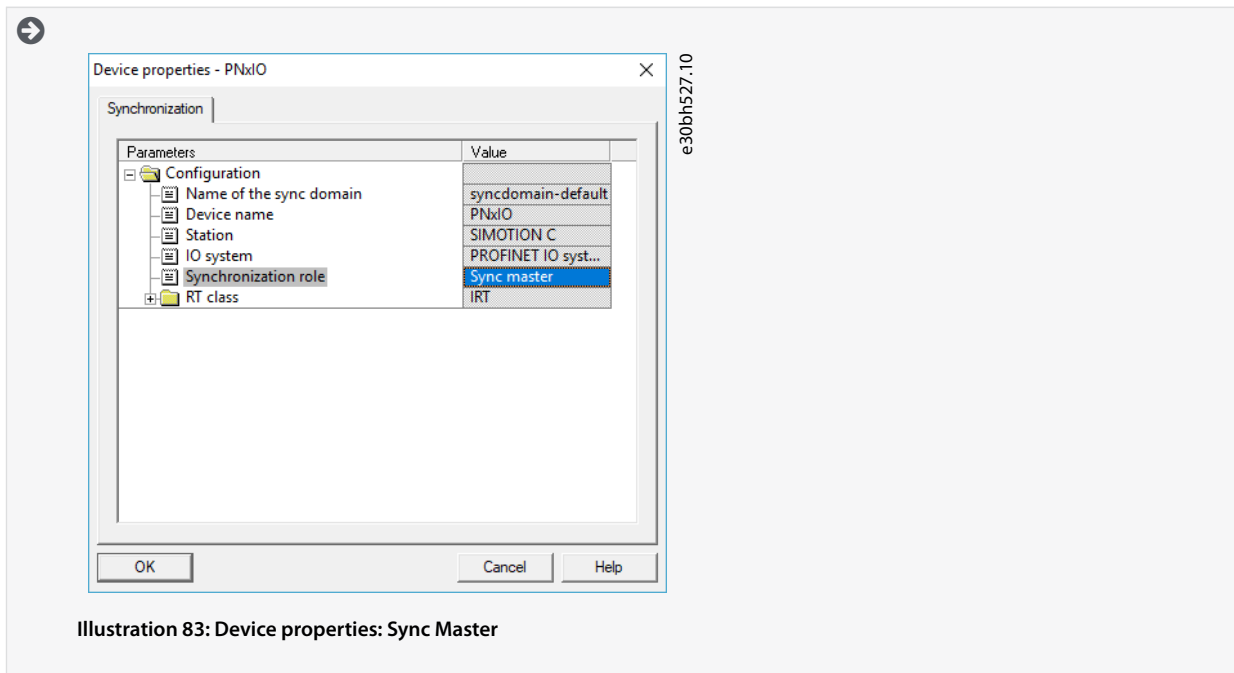 Device properties - PNxIO
e30bh527.10
Synchronization
Parameters Value
Configuration
Name of the sync domain syncdomain-default
Device name PNxIO
Station SIMOTION C
IO system PROFINET IO syst...
Synchronization role Sync master
RT class IRT
OK Cancel Help
Illustration 83: Device properties: Sync Master